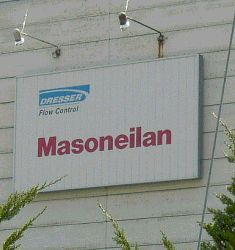 DRESSER
Flow Control
Masoneilan